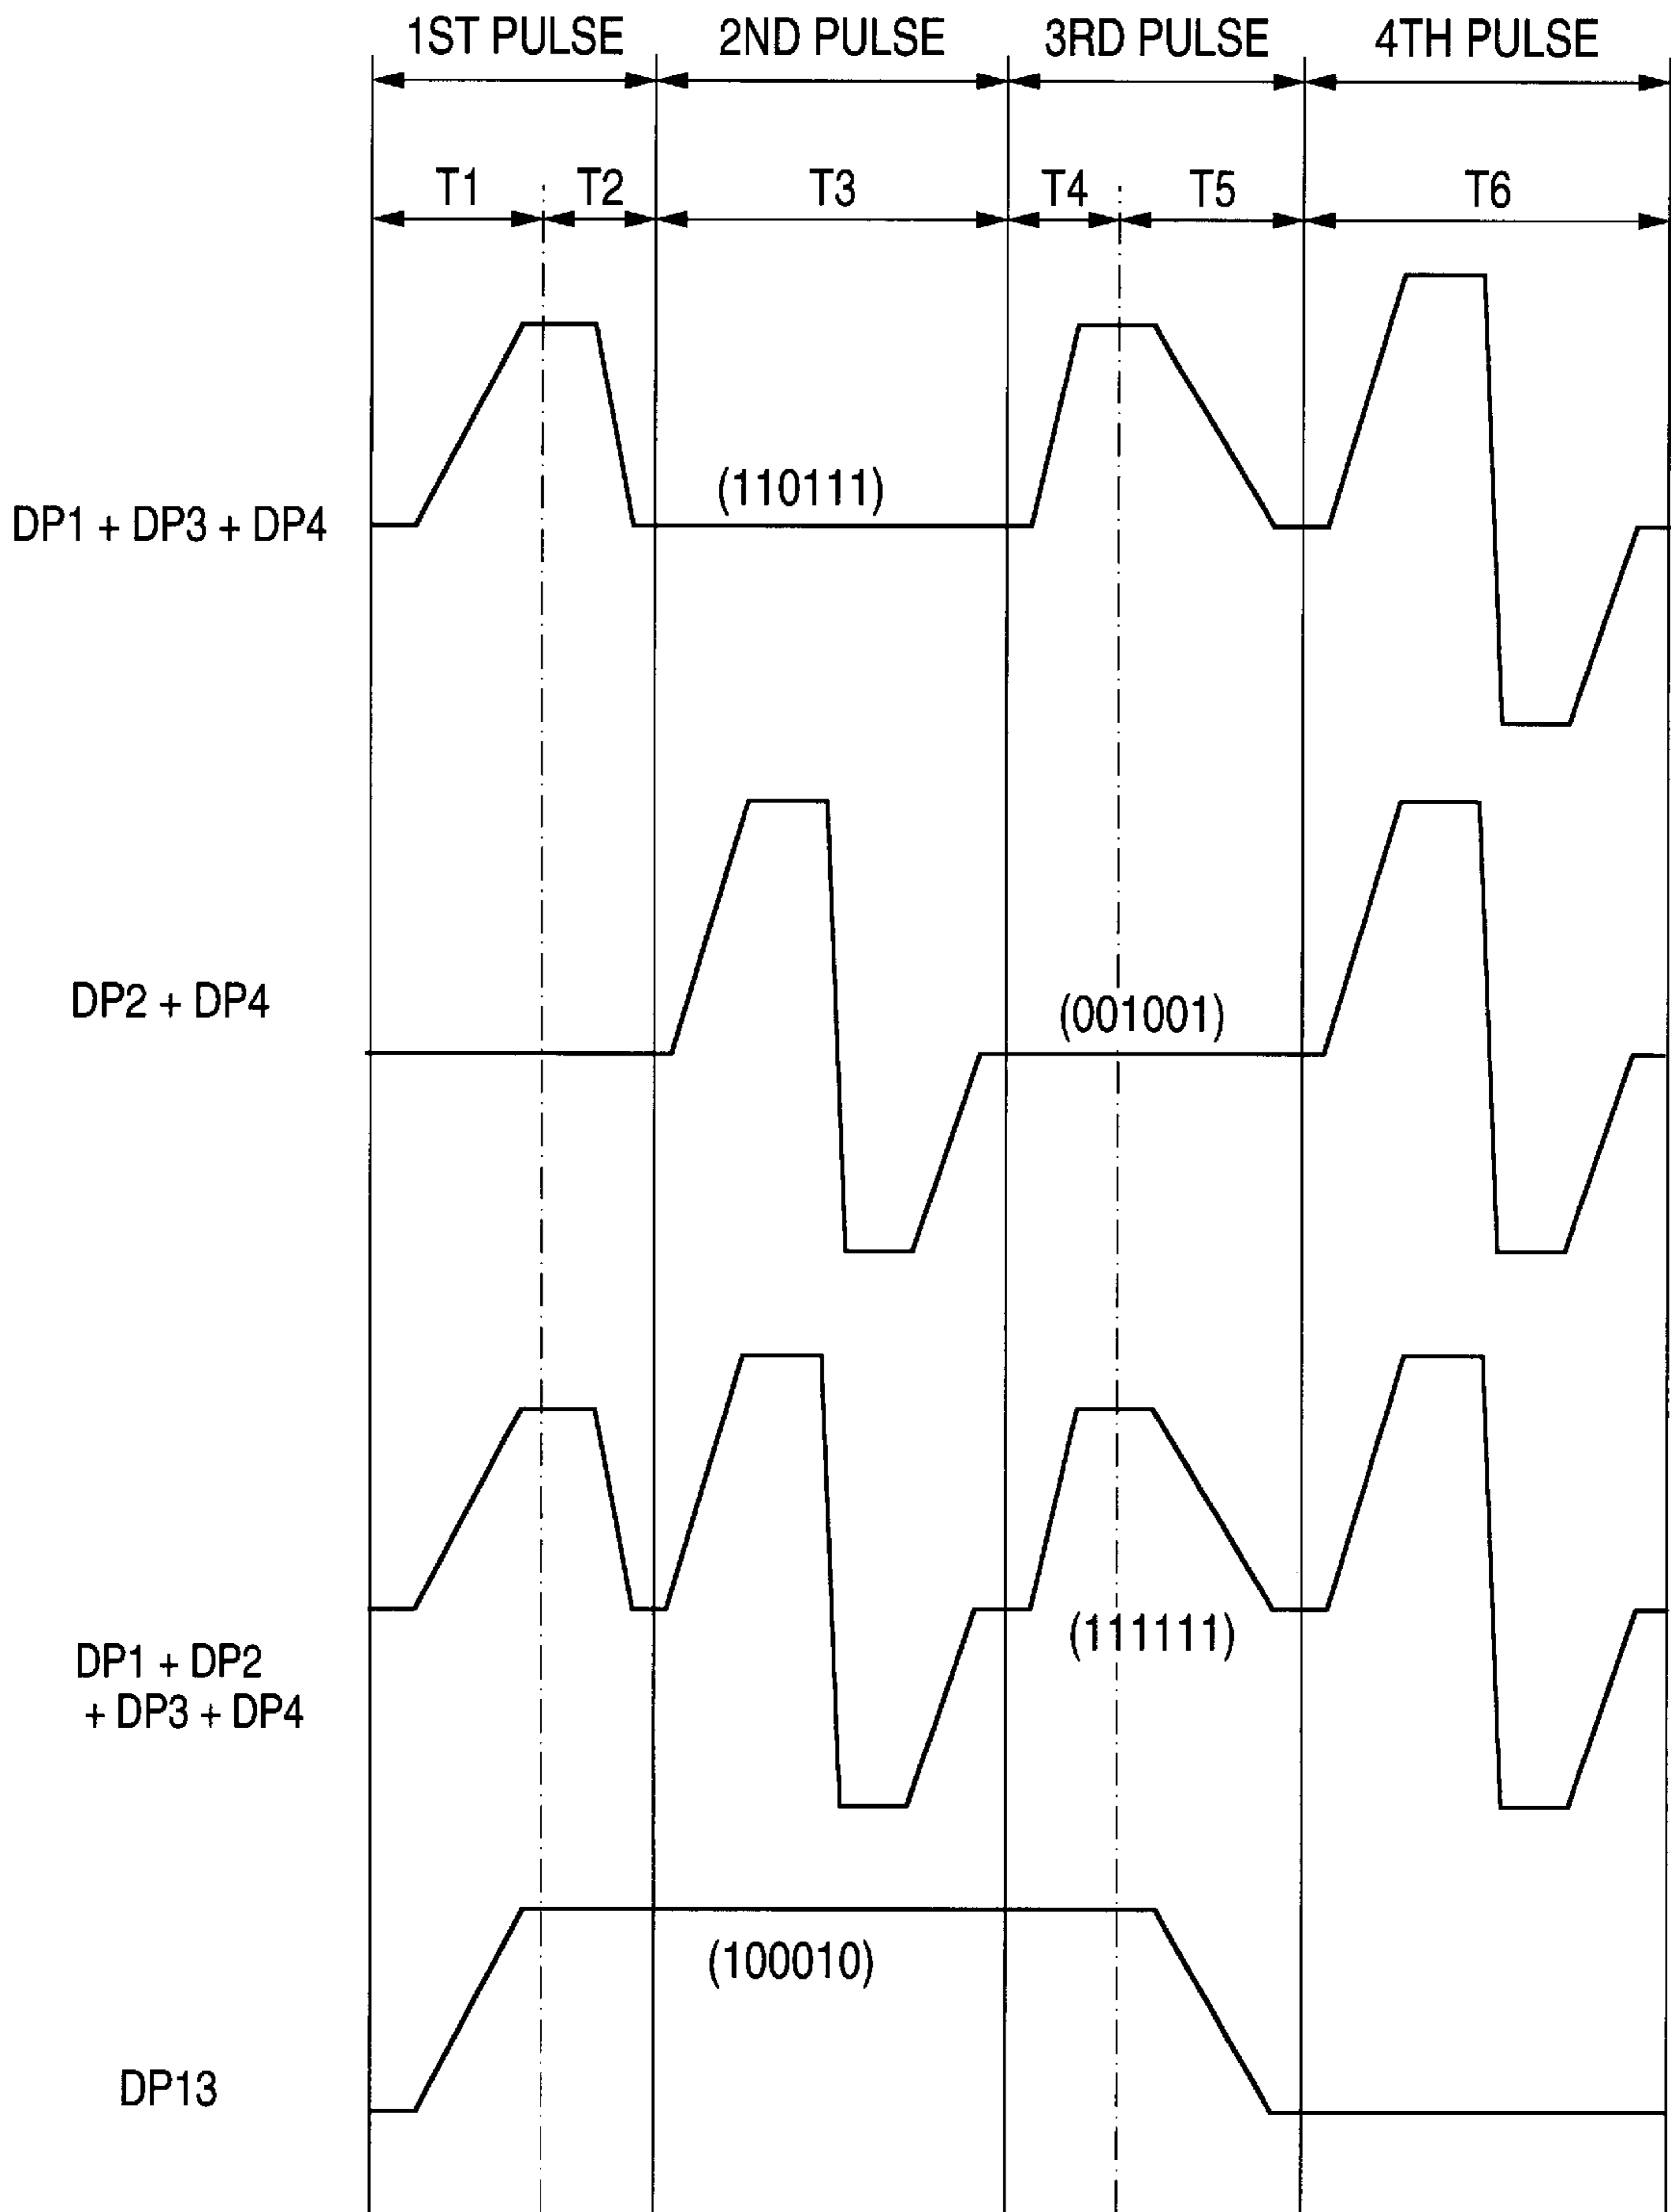 1ST PULSE 2ND PULSE 3RD PULSE 4TH PULSE
T1 T2 T3 T4 T5 T6
(110111)
DP1 + DP3 + DP4
DP2 + DP4
(001001)
(111111)
DP1 + DP2
+ DP3 + DP4
(100010)
DP13